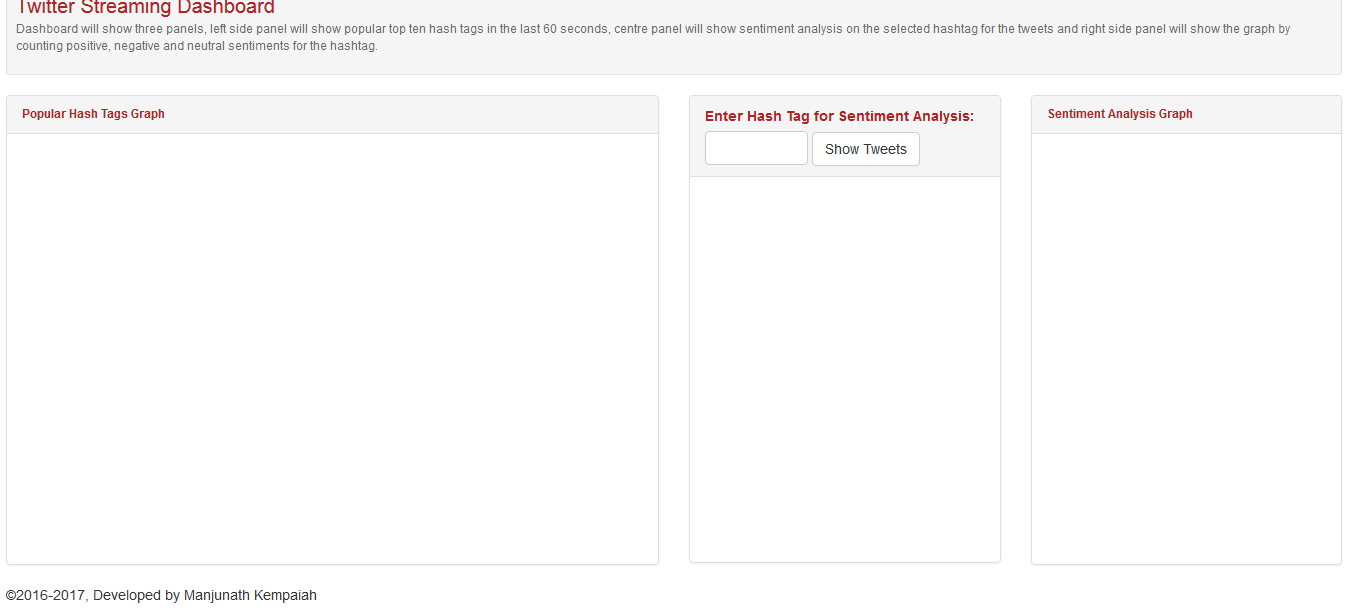 Twitter Streaming Dashboard
Dashboard will show three panels, left side panel will show popular top ten hash tags in the last 60 seconds, centre panel will show sentiment analysis on the selected hashtag for the tweets and right side panel will show the graph by
counting positive, negative and neutral sentiments for the hashtag.
Popular Hash Tags Graph
Enter Hash Tag for Sentiment Analysis:
Show Tweets
Sentiment Analysis Graph
©2016-2017, Developed by Manjunath Kempaiah